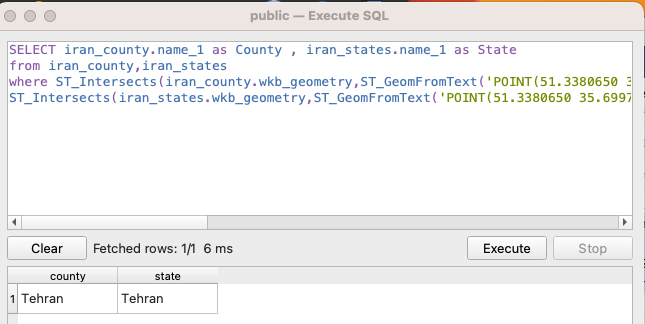 public — Execute SQL
SELECT iran_county.name_1 as County , iran_states.name_1 as State
from iran_county,iran_states
where ST_Intersects(iran_county.wkb_geometry,ST_GeomFromText('POINT(51.3380650 3
ST_Intersects(iran_states.wkb_geometry,ST_GeomFromText('POINT(51.3380650 35.6997
Clear Fetched rows: 1/1 6 ms Execute Stop
county state
1 Tehran Tehran